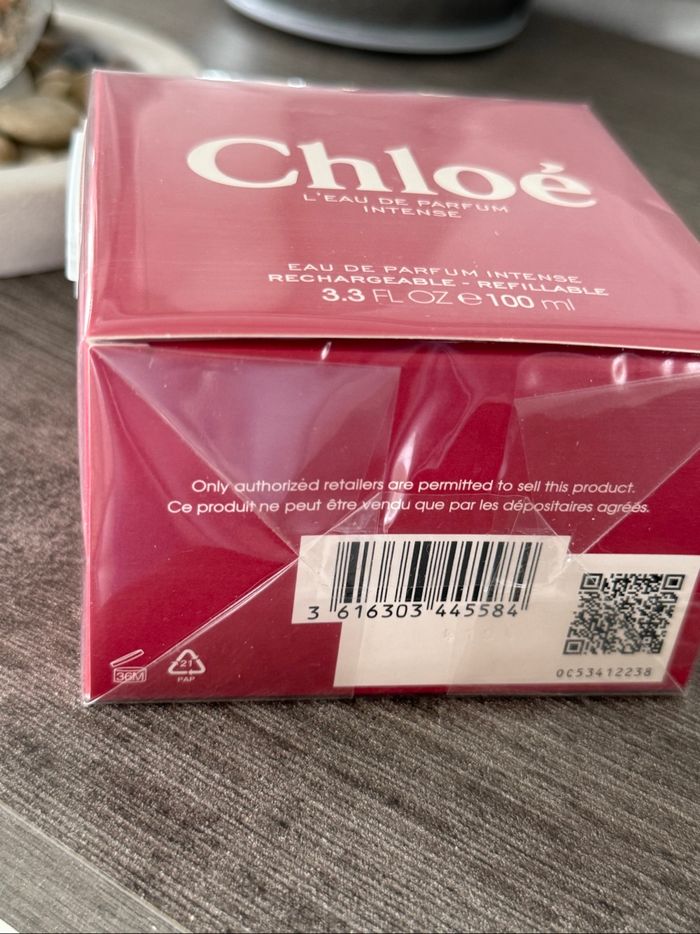 Chloé
L'EAU DE PARFUM
INTENSE
EAU DE PARFUM INTENSE
RECHARGEABLE - REFILLABLE
3.3 FL OZ e 100 ml
Only authorized retailers are permitted to sell this product.
Ce produit ne peut être vendu que par les dépositaires agréés.
3 616303 445584
0C53412238
36M
21
PAP